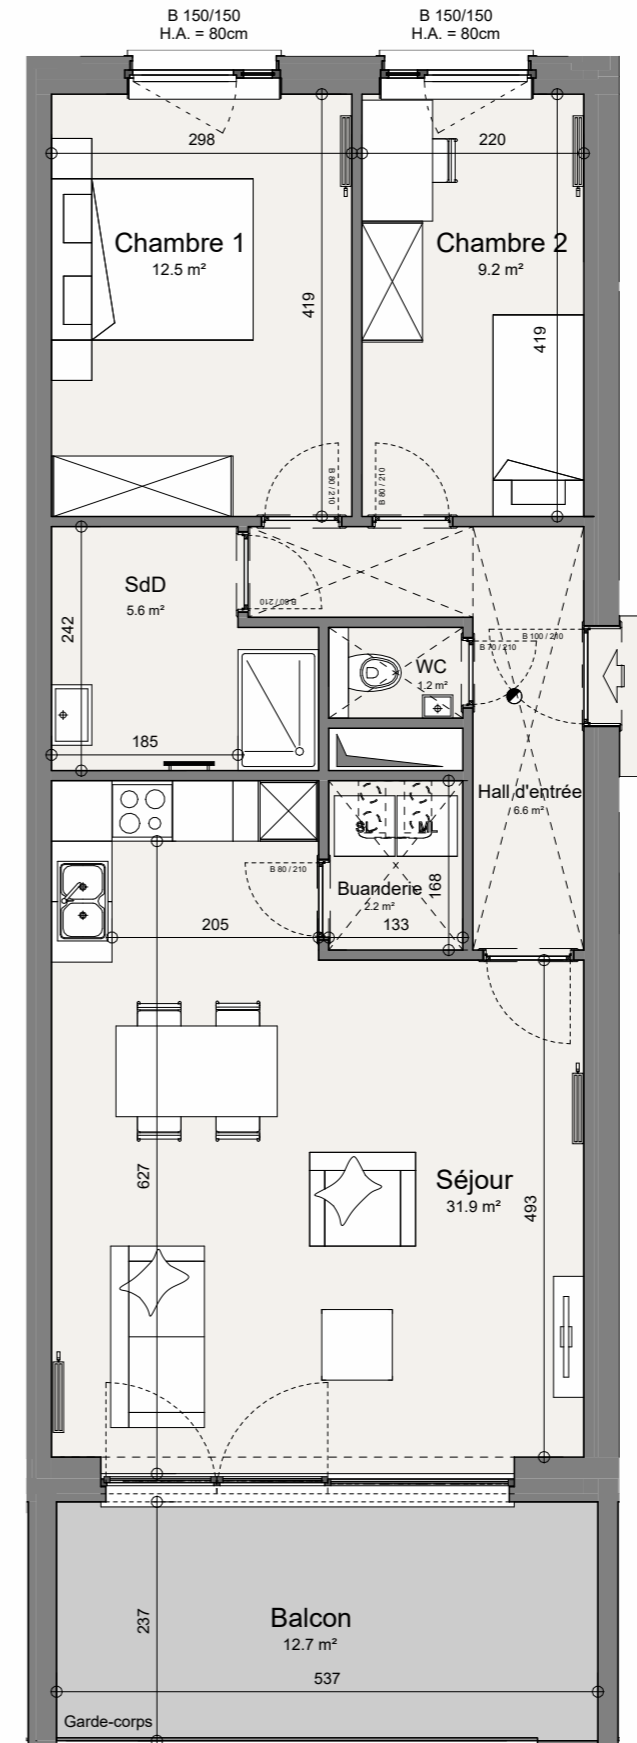 B 150/150
H.A. = 80cm
B 150/150
H.A. = 80cm
298
220
Chambre 1
12.5 m²
Chambre 2
9.2 m²
419
419
B 80 / 210
B 80 / 210
SdD
5.6 m²
B 80 / 210
242
WC
1.2 m²
B 70 / 210
B 100 / 210
185
Hall d'entrée
6.6 m²
SL
ML
B 80 / 210
Buanderie
2.2 m²
168
205
133
627
Séjour
31.9 m²
493
237
Balcon
12.7 m²
537
Garde-corps